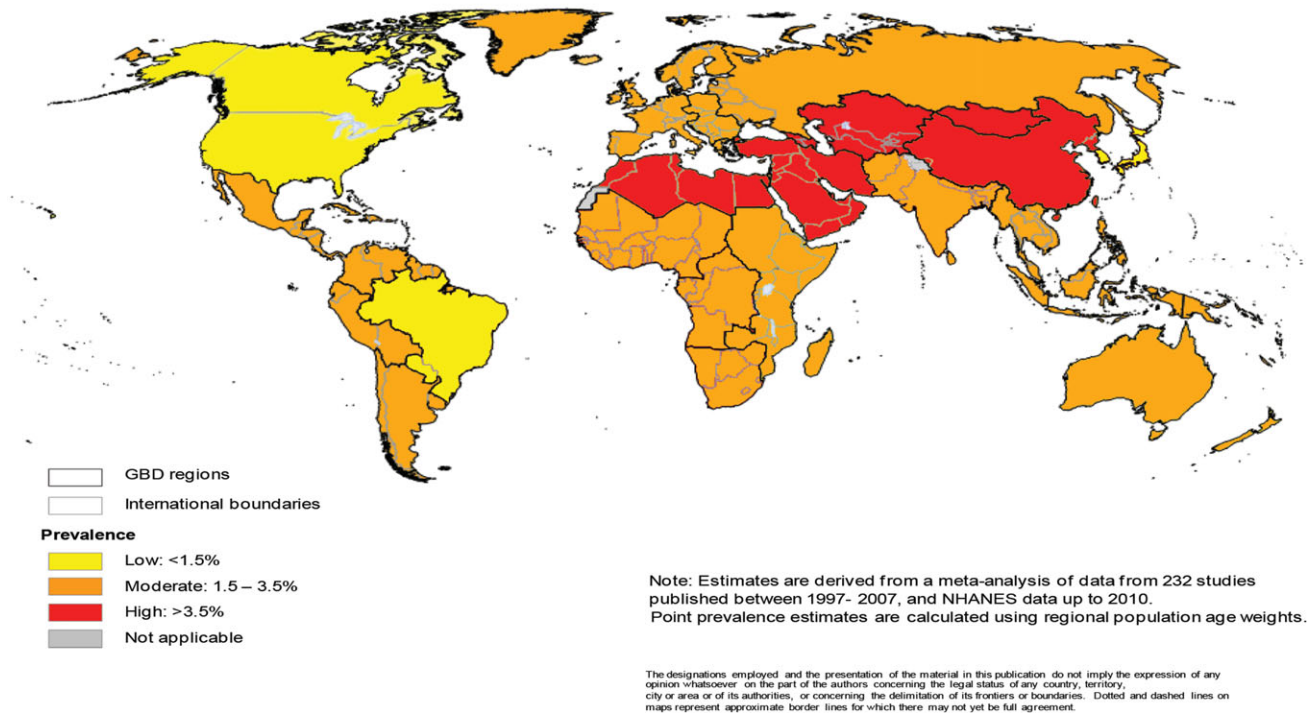 GBD regions
International boundaries
Prevalence
Low: <1.5%
Moderate: 1.5 – 3.5%
High: >3.5%
Not applicable
Note: Estimates are derived from a meta-analysis of data from 232 studies
published between 1997- 2007, and NHANES data up to 2010.
Point prevalence estimates are calculated using regional population age weights.
The designations employed and the presentation of the material in this publication do not imply the expression of any
opinion whatsoever on the part of the authors concerning the legal status of any country, territory,
city or area or of its authorities, or concerning the delimitation of its frontiers or boundaries. Dotted and dashed lines on
maps represent approximate border lines for which there may not yet be full agreement.